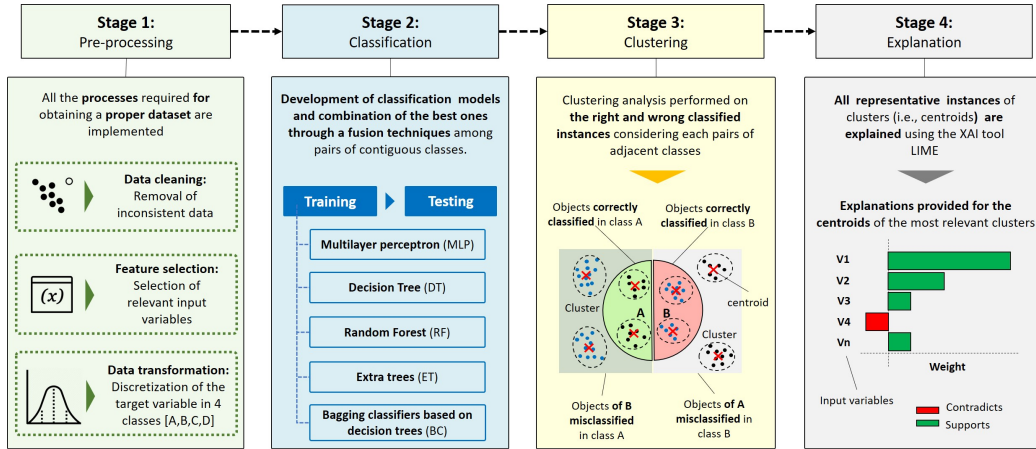 Stage 1:
Pre-processing
All the processes required for
obtaining a proper dataset are
implemented
Data cleaning:
Removal of
inconsistent data
(x)
Feature selection:
Selection of
relevant input
variables
Data transformation:
Discretization of the
target variable in 4
classes [A,B,C,D]
Stage 2:
Classification
Development of classification models
and combination of the best ones
through a fusion techniques among
pairs of contiguous classes.
Training
Testing
Multilayer perceptron (MLP)
Decision Tree (DT)
Random Forest (RF)
Extra trees (ET)
Bagging classifiers based on
decision trees (BC)
Stage 3:
Clustering
Clustering analysis performed on
the right and wrong classified
instances considering each pairs of
adjacent classes
Objects correctly
classified in class A
Objects correctly
classified in class B
Cluster
A
B
centroid
Cluster
Objects of B
misclassified
in class A
Objects of A
misclassified in
class B
Stage 4:
Explanation
All representative instances of
clusters (i.e., centroids) are
explained using the XAI tool
LIME
Explanations provided for the
centroids of the most relevant clusters
V1
V2
V3
V4
Vn
Weight
Input variables
Contradicts
Supports